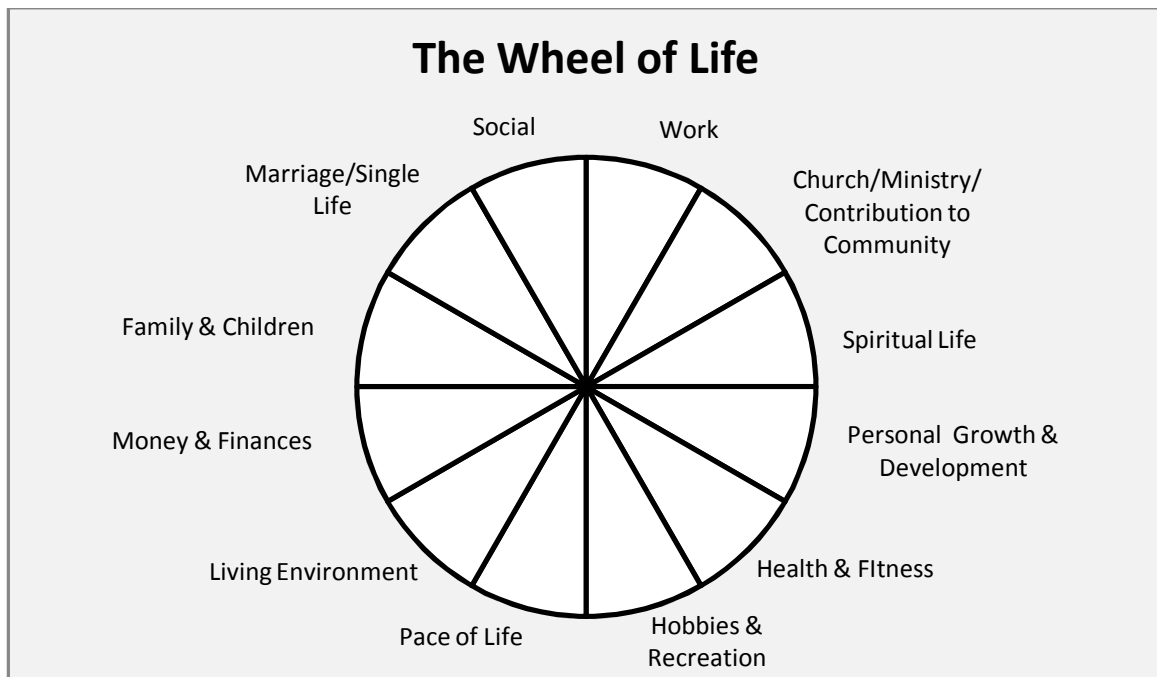 The Wheel of Life
Social
Work
Church/Ministry/
Contribution to
Community
Spiritual Life
Personal Growth &
Development
Health & FItness
Hobbies &
Recreation
Pace of Life
Living Environment
Money & Finances
Family & Children
Marriage/Single
Life